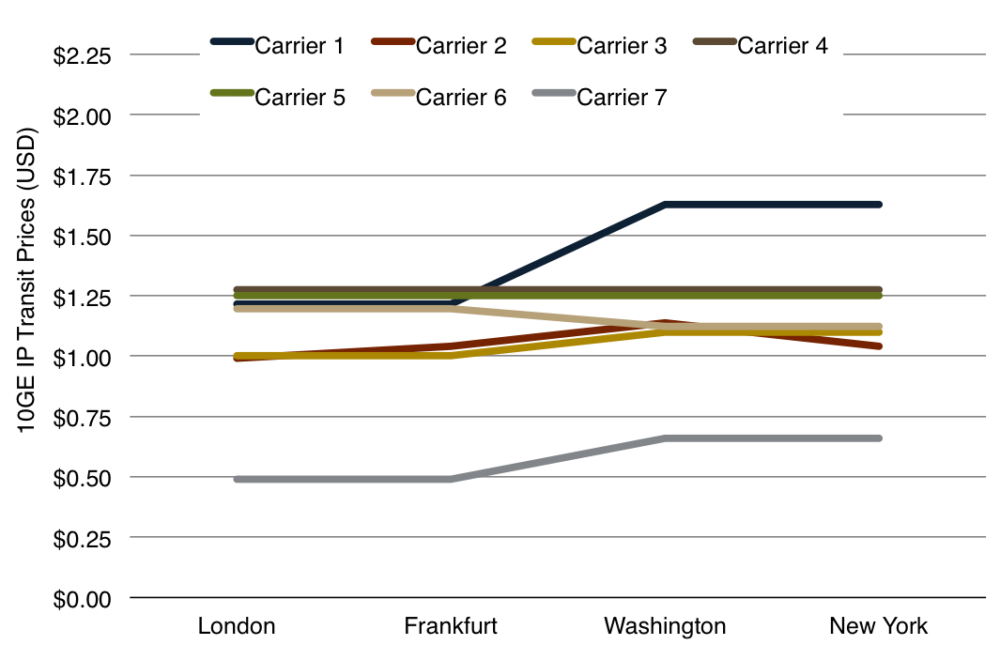 Carrier 1 Carrier 2 Carrier 3 Carrier 4
Carrier 5 Carrier 6 Carrier 7
10GE IP Transit Prices (USD)
$2.25
$2.00
$1.75
$1.50
$1.25
$1.00
$0.75
$0.50
$0.25
$0.00
London Frankfurt Washington New York